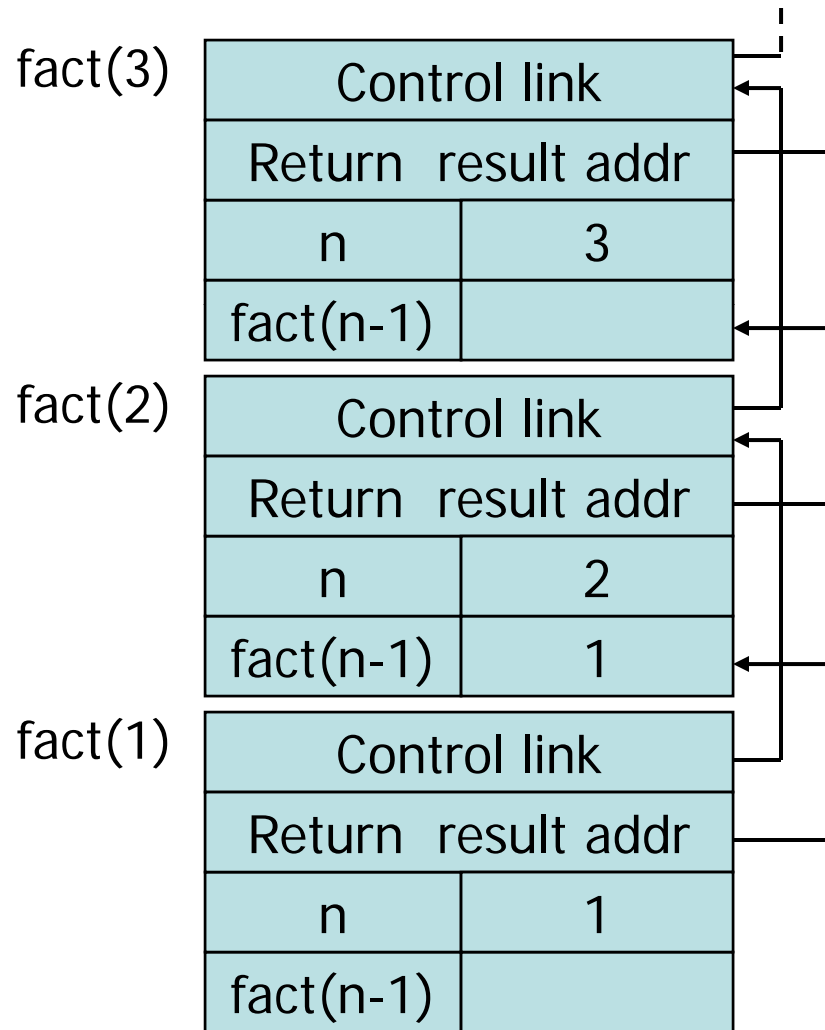 fact(3)
Control link
Return result addr
n 3
fact(n-1)
fact(2)
Control link
Return result addr
n 2
fact(n-1) 1
fact(1)
Control link
Return result addr
n 1
fact(n-1)